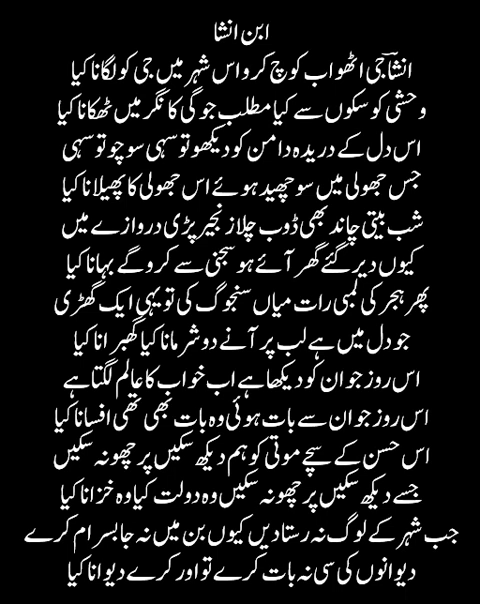 ابن انشا
انشاؔجی اٹھو اب کوچ کرو اس شہر میں جی کو لگانا کیا
وحشی کو سکوں سے کیا مطلب جوگی کا نگر میں ٹھکانا کیا
اس دل کے دریدہ دامن کو دیکھو تو سہی سوچو تو سہی
جس جھولی میں سو چھید ہوئے اس جھولی کا پھیلانا کیا
شب بیتی چاند بھی ڈوب چلا زنجیر پڑی دروازے میں
کیوں دیر گئے گھر آئے ہو سجنی سے کرو گے بہانا کیا
پھر ہجر کی لمبی رات میاں سنجوگ کی تو یہی ایک گھڑی
جو دل میں ہے لب پر آنے دو شرمانا کیا گھبرانا کیا
اس روز جو ان کو دیکھا ہے اب خواب کا عالم لگتا ہے
اس روز جو ان سے بات ہوئی وہ بات بھی تھی افسانا کیا
اس حسن کے سچے موتی کو ہم دیکھ سکیں پر چھو نہ سکیں
جسے دیکھ سکیں پر چھو نہ سکیں وہ دولت کیا وہ خزانا کیا
جب شہر کے لوگ نہ رستا دیں کیوں بن میں نہ جا بسرام کرے
دیوانوں کی سی نہ بات کرے تو اور کرے دیوانا کیا